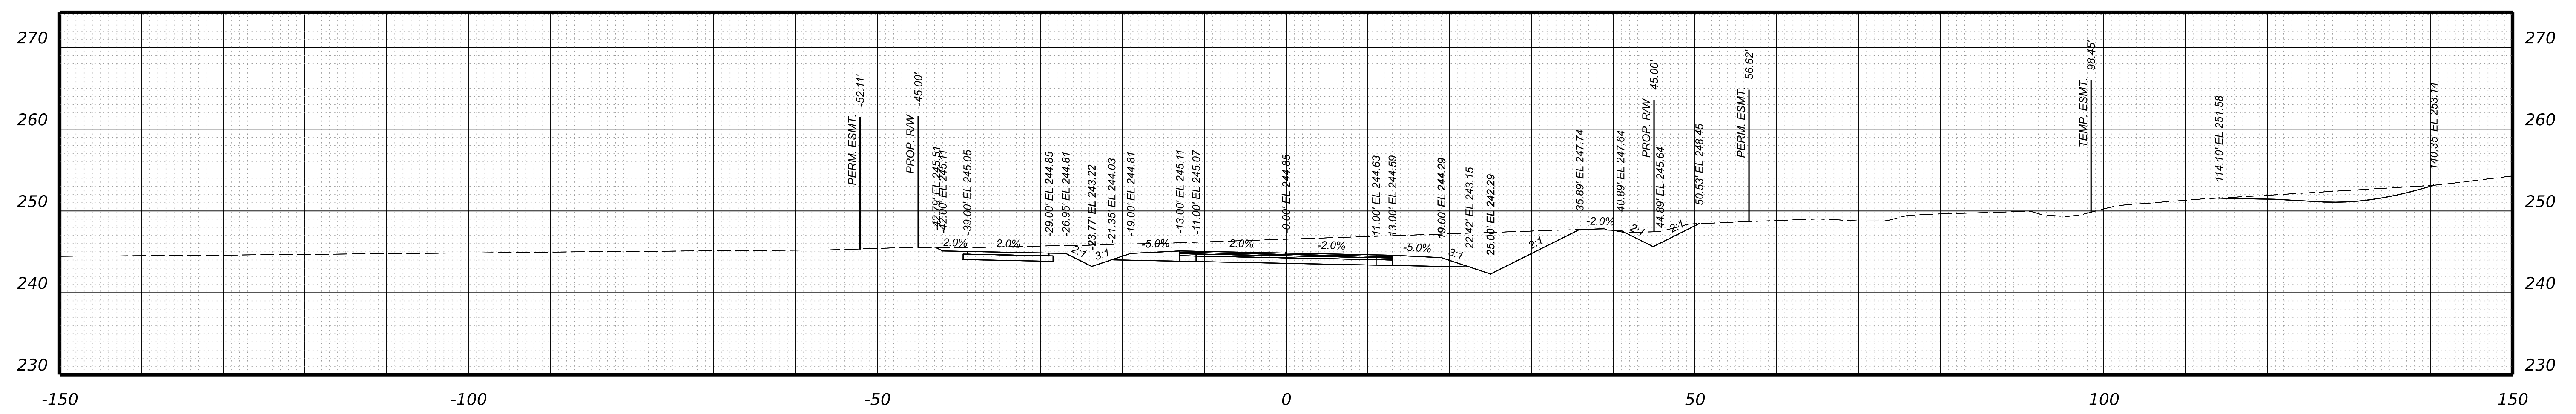 270
260
250
240
230
PERM. ESMT. -52.11'
PROP. R/W -45.00'
-42.79' EL 245.51
-42.00' EL 245.11
-39.00' EL 245.05
-29.00' EL 244.85
-26.95' EL 244.81
-23.77' EL 243.22
-21.35' EL 244.03
-19.00' EL 244.81
-13.00' EL 245.11
-11.00' EL 245.07
-0.00' EL 244.85
11.00' EL 244.63
13.00' EL 244.59
19.00' EL 244.29
22.42' EL 243.15
25.00' EL 242.29
35.89' EL 247.74
40.89' EL 247.64
PROP. R/W 45.00'
44.89' EL 245.64
50.53' EL 248.45
PERM. ESMT. 56.62'
TEMP. ESMT. 98.45'
114.10' EL 251.58
140.35' EL 253.14
2.0%
2.0%
2:1
3:1
-5.0%
2.0%
-2.0%
-5.0%
3:1
2:1
-2.0%
2:1
2:1
270
260
250
240
230
-150
-100
-50
0
50
100
150